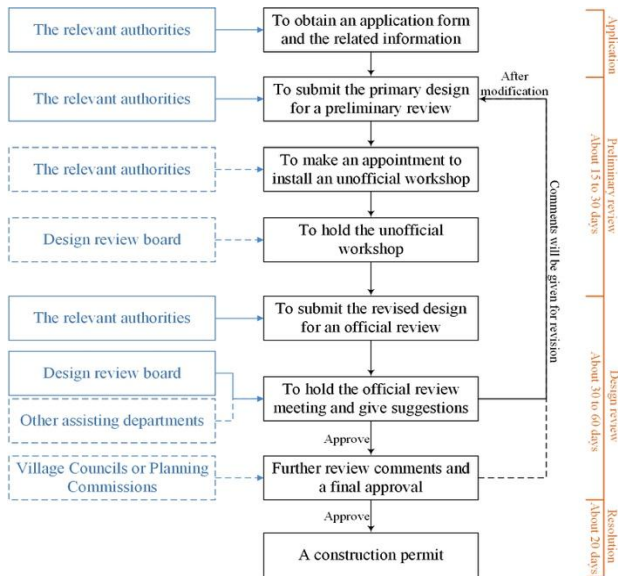 The relevant authorities
To obtain an application form
and the related information
Application
The relevant authorities
To submit the primary design
for a preliminary review
After
modification
The relevant authorities
To make an appointment to
install an unofficial workshop
Preliminary review
About 15 to 30 days
Design review board
To hold the unofficial
workshop
Comments will be given for revision
The relevant authorities
To submit the revised design
for an official review
Design review board
Other assisting departments
To hold the official review
meeting and give suggestions
Design review
About 30 to 60 days
Approve
Village Councils or Planning
Commissions
Further review comments and
a final approval
Approve
A construction permit
Resolution
About 20 days